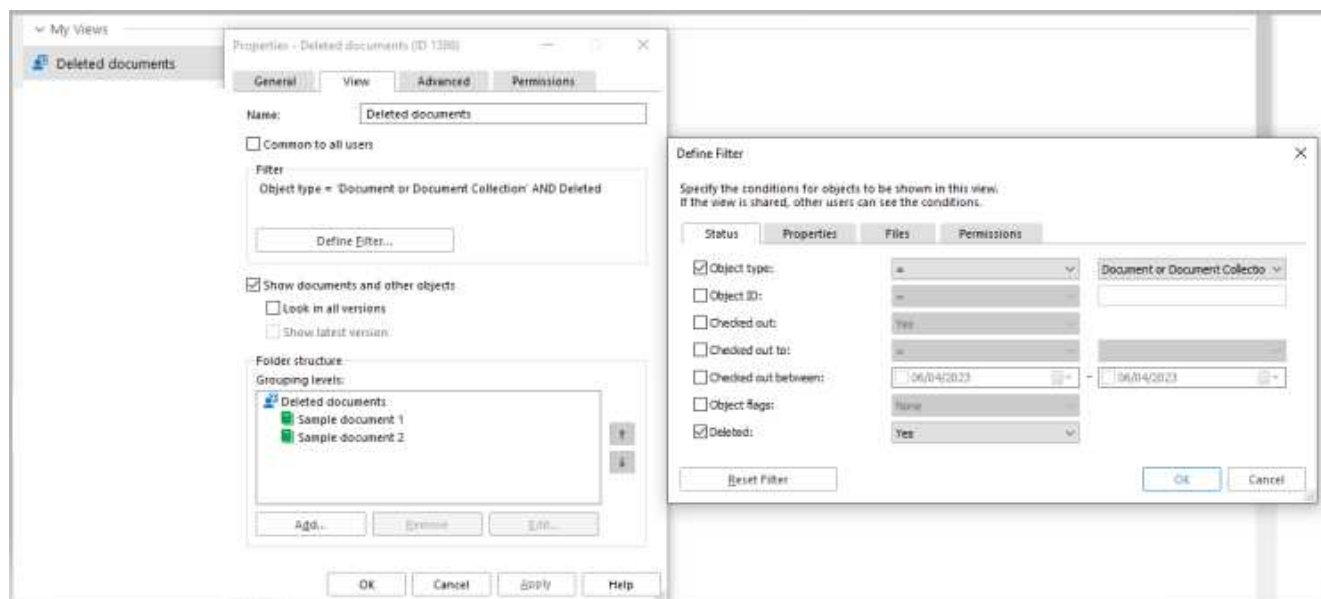 My Views
Deleted documents
Properties - Deleted documents (ID 1388)
General View Advanced Permissions
Name: Deleted documents
Common to all users
Filter
Object type = 'Document or Document Collection' AND Deleted
Define Filter...
Show documents and other objects
Look in all versions
Show latest version
Folder structure
Grouping levels:
Deleted documents
Sample document 1
Sample document 2
Add... Remove Edit...
OK Cancel Apply Help
Define Filter
Specify the conditions for objects to be shown in this view.
If the view is shared, other users can see the conditions.
Status Properties Files Permissions
Object type: = Document or Document Collectio
Object ID: =
Checked out: Yes
Checked out to: =
Checked out between: 06/04/2023 - 06/04/2023
Object flags: None
Deleted: Yes
Reset Filter OK Cancel